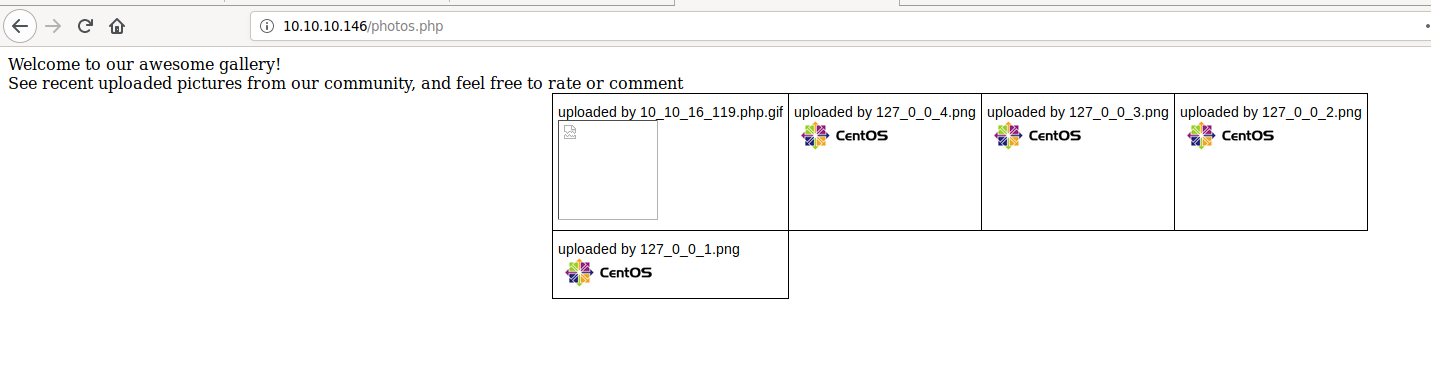 10.10.10.146/photos.php
Welcome to our awesome gallery!
See recent uploaded pictures from our community, and feel free to rate or comment
uploaded by 10_10_16_119.php.gif
uploaded by 127_0_0_4.png
uploaded by 127_0_0_3.png
uploaded by 127_0_0_2.png
CentOS
CentOS
CentOS
uploaded by 127_0_0_1.png
CentOS